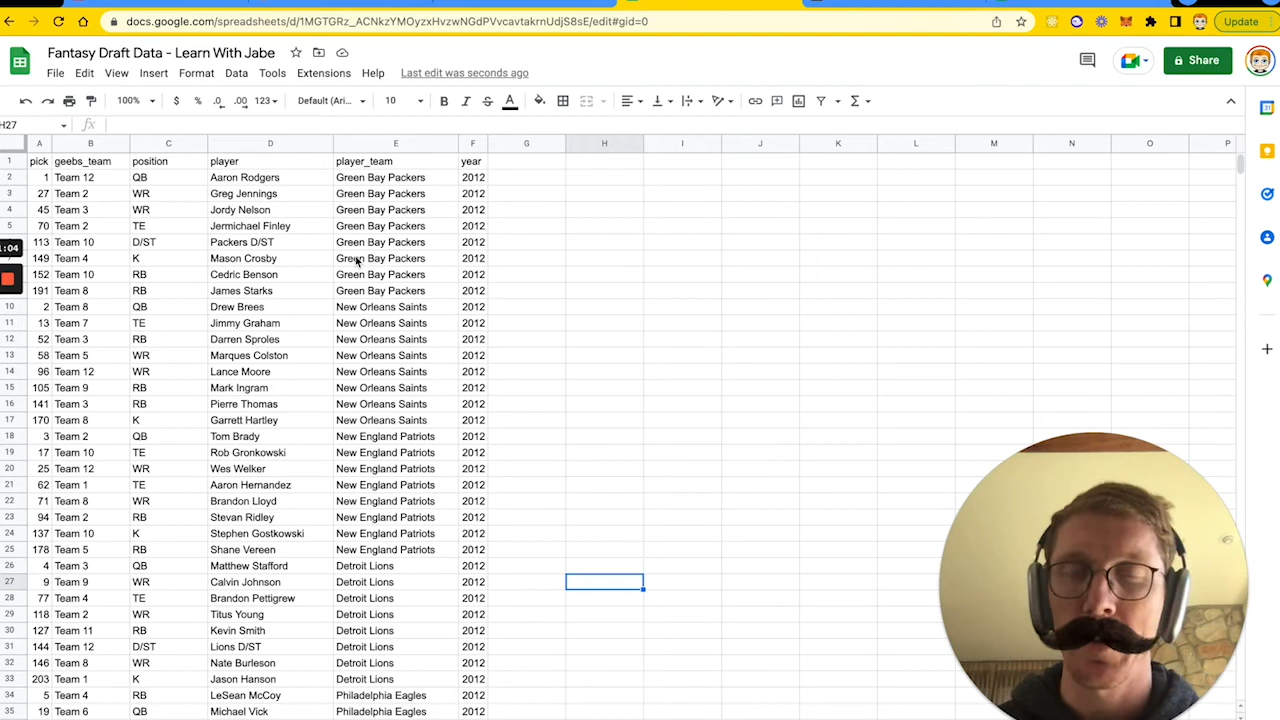 docs.google.com/spreadsheets/d/1MGTGRz_ACNkzYMOyzxHvzwNGdPVvcavtakrnUdjS8sE/edit#gid=0
Update
Fantasy Draft Data - Learn With Jabe
File Edit View Insert Format Data Tools Extensions Help Last edit was seconds ago
Share
100% $ % .0 .00 123 Default (Ari... 10 B I S A
H27 fx
A B C D E F G H I J K L M N O P
1 pick geebs_team position player player_team year
2 1 Team 12 QB Aaron Rodgers Green Bay Packers 2012
3 27 Team 2 WR Greg Jennings Green Bay Packers 2012
4 45 Team 3 WR Jordy Nelson Green Bay Packers 2012
5 70 Team 2 TE Jermichael Finley Green Bay Packers 2012
113 Team 10 D/ST Packers D/ST Green Bay Packers 2012
1:04
149 Team 4 K Mason Crosby Green Bay Packers 2012
152 Team 10 RB Cedric Benson Green Bay Packers 2012
191 Team 8 RB James Starks Green Bay Packers 2012
10 2 Team 8 QB Drew Brees New Orleans Saints 2012
11 13 Team 7 TE Jimmy Graham New Orleans Saints 2012
12 52 Team 3 RB Darren Sproles New Orleans Saints 2012
13 58 Team 5 WR Marques Colston New Orleans Saints 2012
14 96 Team 12 WR Lance Moore New Orleans Saints 2012
15 105 Team 9 RB Mark Ingram New Orleans Saints 2012
16 141 Team 3 RB Pierre Thomas New Orleans Saints 2012
17 170 Team 8 K Garrett Hartley New Orleans Saints 2012
18 3 Team 2 QB Tom Brady New England Patriots 2012
19 17 Team 10 TE Rob Gronkowski New England Patriots 2012
20 25 Team 12 WR Wes Welker New England Patriots 2012
21 62 Team 1 TE Aaron Hernandez New England Patriots 2012
22 71 Team 8 WR Brandon Lloyd New England Patriots 2012
23 94 Team 2 RB Stevan Ridley New England Patriots 2012
24 137 Team 10 K Stephen Gostkowski New England Patriots 2012
25 178 Team 5 RB Shane Vereen New England Patriots 2012
26 4 Team 3 QB Matthew Stafford Detroit Lions 2012
27 9 Team 9 WR Calvin Johnson Detroit Lions 2012
28 77 Team 4 TE Brandon Pettigrew Detroit Lions 2012
29 118 Team 2 WR Titus Young Detroit Lions 2012
30 127 Team 11 RB Kevin Smith Detroit Lions 2012
31 144 Team 12 D/ST Lions D/ST Detroit Lions 2012
32 146 Team 8 WR Nate Burleson Detroit Lions 2012
33 203 Team 1 K Jason Hanson Detroit Lions 2012
34 5 Team 4 RB LeSean McCoy Philadelphia Eagles 2012
35 19 Team 6 QB Michael Vick Philadelphia Eagles 2012